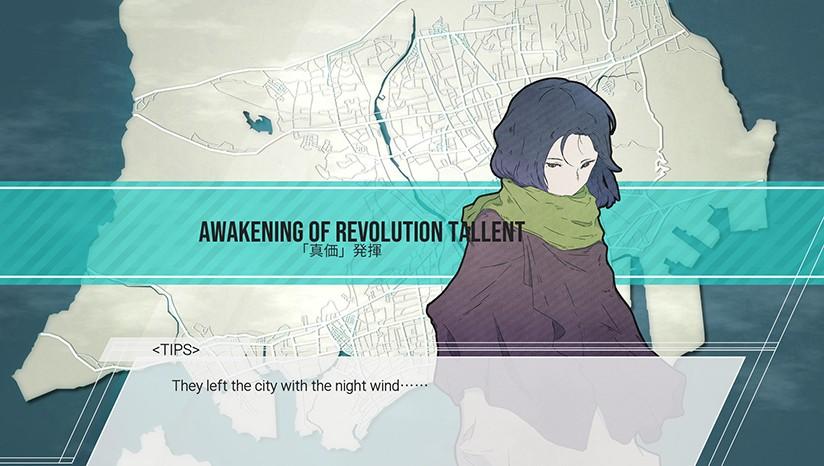 AWAKENING OF REVOLUTION TALLENT
「真価」発揮
<TIPS>
They left the city with the night wind……